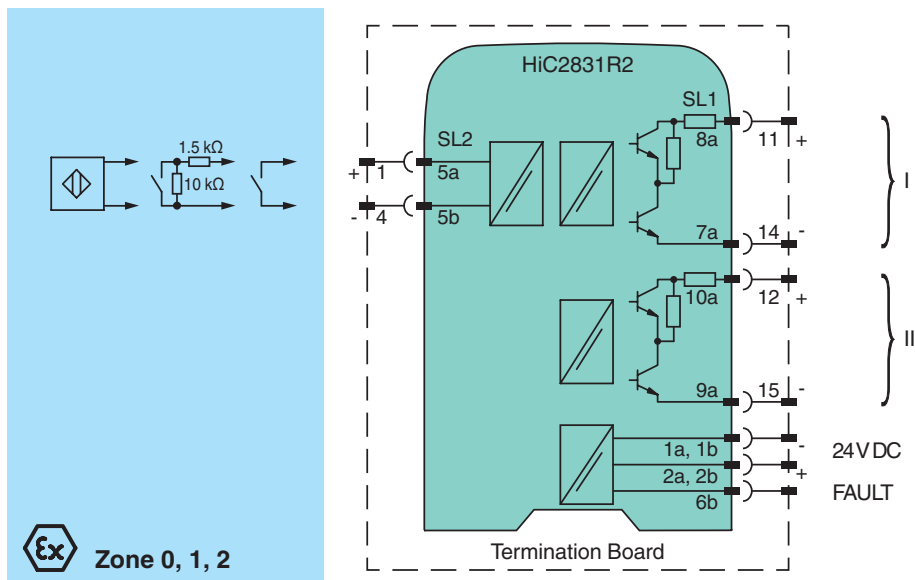 HiC2831R2
SL1
8a
11
+
SL2
1.5 kΩ
10 kΩ
+
1
5a
-
4
5b
I
7a
14
-
10a
12
+
II
9a
15
-
1a, 1b
-
24 V DC
2a, 2b
+
6b
FAULT
Termination Board
Ex
Zone 0, 1, 2